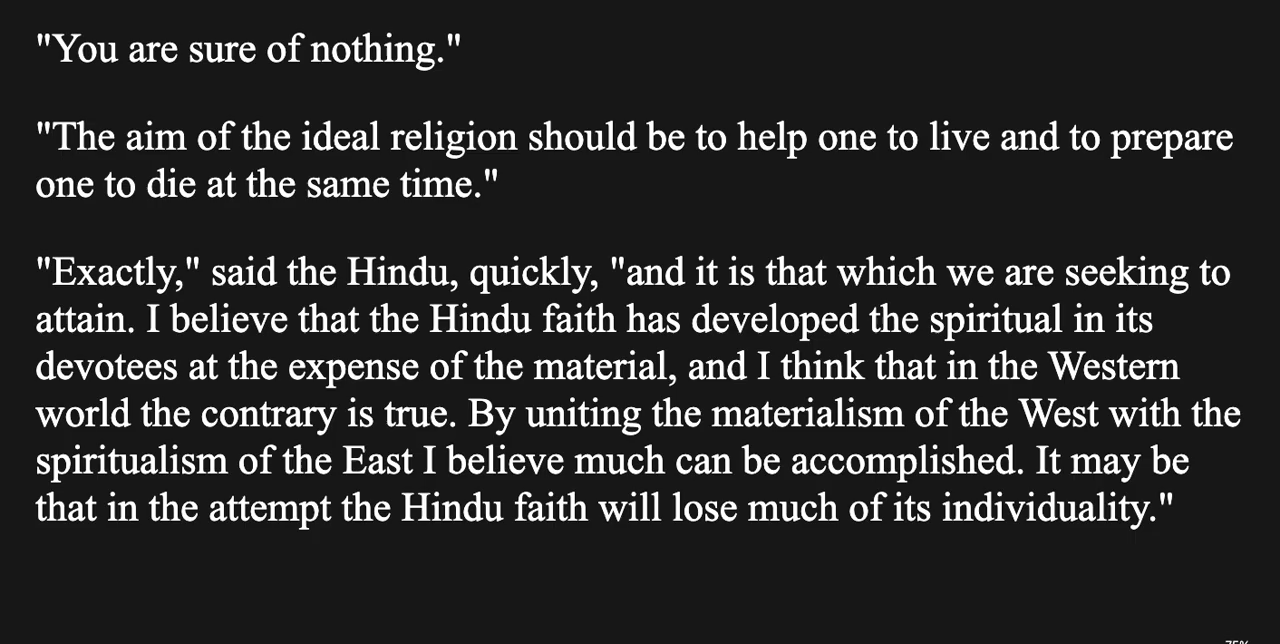 "You are sure of nothing."
"The aim of the ideal religion should be to help one to live and to prepare
one to die at the same time."
"Exactly," said the Hindu, quickly, "and it is that which we are seeking to
attain. I believe that the Hindu faith has developed the spiritual in its
devotees at the expense of the material, and I think that in the Western
world the contrary is true. By uniting the materialism of the West with the
spiritualism of the East I believe much can be accomplished. It may be
that in the attempt the Hindu faith will lose much of its individuality."